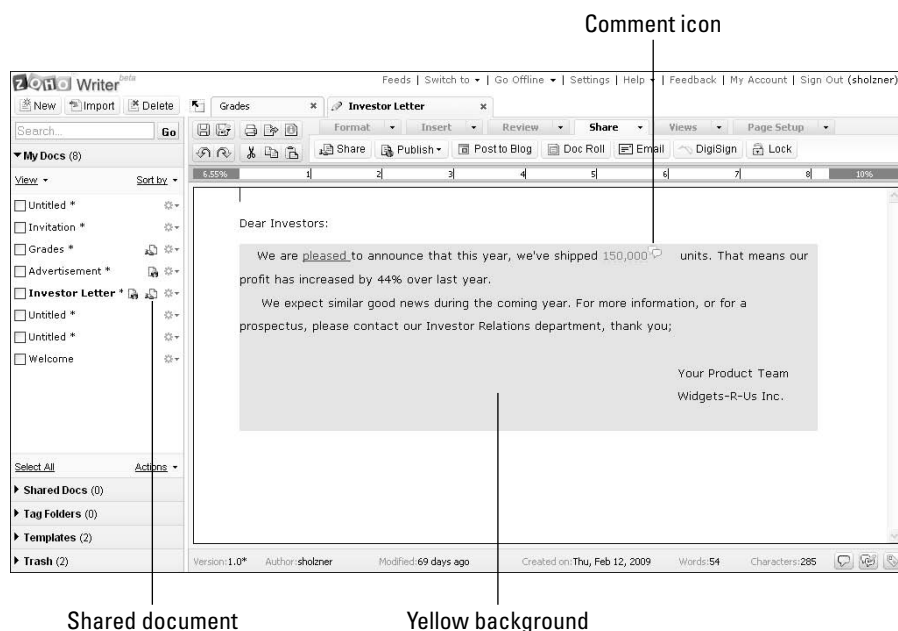 Comment icon
ZOHO Writer beta
Feeds | Switch to | Go Offline | Settings | Help | Feedback | My Account | Sign Out (sholzner)
New Import Delete
Grades x Investor Letter x
Search... Go
Format Insert Review Share Views Page Setup
My Docs (8)
Share Publish Post to Blog Doc Roll Email DigiSign Lock
View Sort by
6.55% 1 2 3 4 5 6 7 8 10%
Untitled *
Invitation *
Grades *
Advertisement *
Investor Letter *
Untitled *
Untitled *
Welcome
Dear Investors:
We are pleased to announce that this year, we've shipped 150,000 units. That means our
profit has increased by 44% over last year.
We expect similar good news during the coming year. For more information, or for a
prospectus, please contact our Investor Relations department, thank you;
Your Product Team
Widgets-R-Us Inc.
Select All Actions
Shared Docs (0)
Tag Folders (0)
Templates (2)
Trash (2)
Version:1.0* Author:sholzner Modified:69 days ago Created on:Thu, Feb 12, 2009 Words:54 Characters:285
Shared document
Yellow background